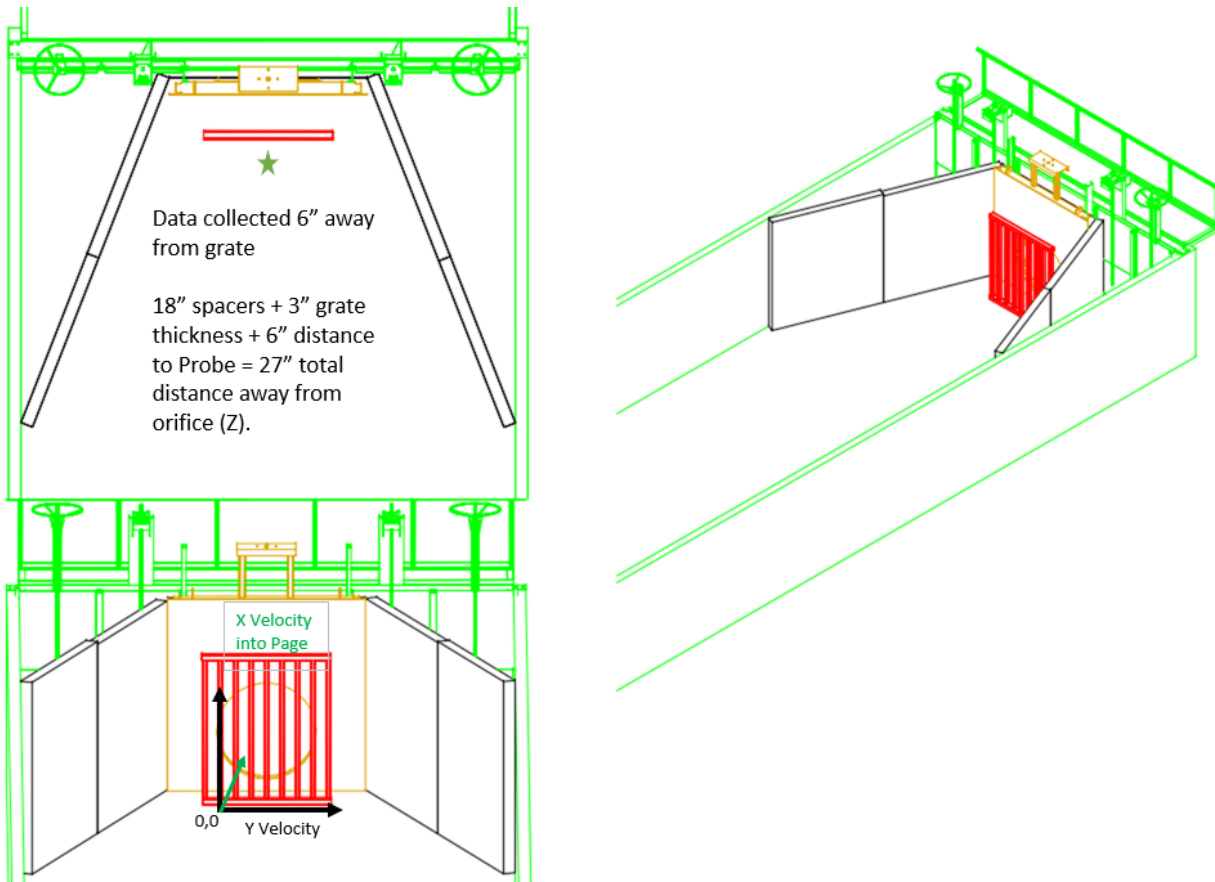 Data collected 6” away
from grate
18” spacers + 3” grate
thickness + 6” distance
to Probe = 27” total
distance away from
orifice (Z).
X Velocity
into Page
0,0
Y Velocity